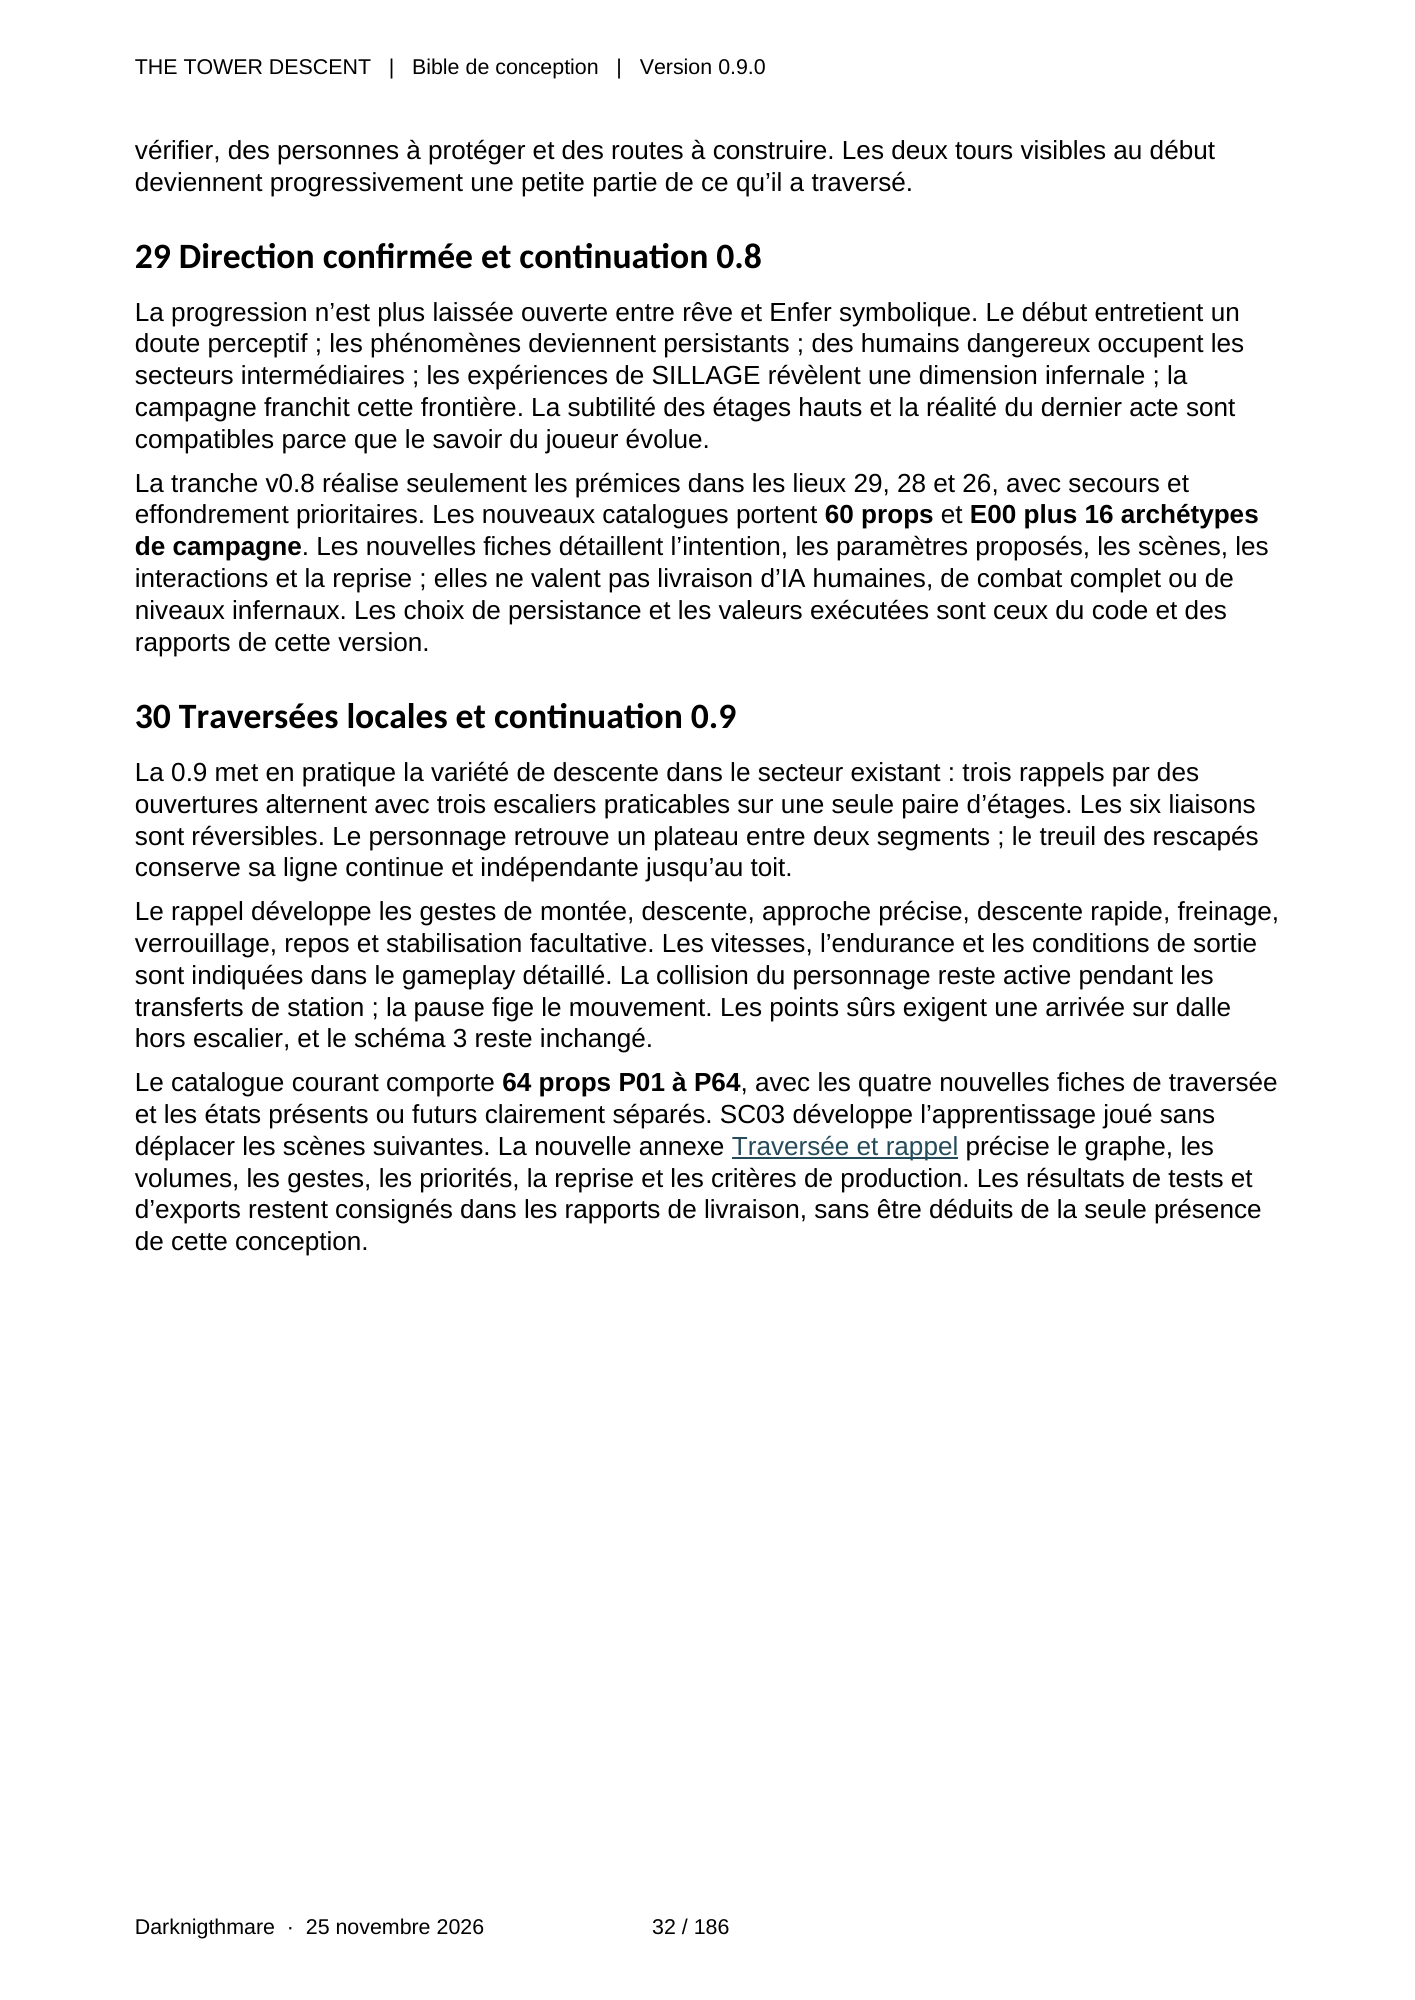 THE TOWER DESCENT | Bible de conception | Version 0.9.0
vérifier, des personnes à protéger et des routes à construire. Les deux tours visibles au début
deviennent progressivement une petite partie de ce qu’il a traversé.
29 Direction confirmée et continuation 0.8
La progression n’est plus laissée ouverte entre rêve et Enfer symbolique. Le début entretient un
doute perceptif ; les phénomènes deviennent persistants ; des humains dangereux occupent les
secteurs intermédiaires ; les expériences de SILLAGE révèlent une dimension infernale ; la
campagne franchit cette frontière. La subtilité des étages hauts et la réalité du dernier acte sont
compatibles parce que le savoir du joueur évolue.
La tranche v0.8 réalise seulement les prémices dans les lieux 29, 28 et 26, avec secours et
effondrement prioritaires. Les nouveaux catalogues portent 60 props et E00 plus 16 archétypes
de campagne. Les nouvelles fiches détaillent l’intention, les paramètres proposés, les scènes, les
interactions et la reprise ; elles ne valent pas livraison d’IA humaines, de combat complet ou de
niveaux infernaux. Les choix de persistance et les valeurs exécutées sont ceux du code et des
rapports de cette version.
30 Traversées locales et continuation 0.9
La 0.9 met en pratique la variété de descente dans le secteur existant : trois rappels par des
ouvertures alternent avec trois escaliers praticables sur une seule paire d’étages. Les six liaisons
sont réversibles. Le personnage retrouve un plateau entre deux segments ; le treuil des rescapés
conserve sa ligne continue et indépendante jusqu’au toit.
Le rappel développe les gestes de montée, descente, approche précise, descente rapide, freinage,
verrouillage, repos et stabilisation facultative. Les vitesses, l’endurance et les conditions de sortie
sont indiquées dans le gameplay détaillé. La collision du personnage reste active pendant les
transferts de station ; la pause fige le mouvement. Les points sûrs exigent une arrivée sur dalle
hors escalier, et le schéma 3 reste inchangé.
Le catalogue courant comporte 64 props P01 à P64, avec les quatre nouvelles fiches de traversée
et les états présents ou futurs clairement séparés. SC03 développe l’apprentissage joué sans
déplacer les scènes suivantes. La nouvelle annexe Traversée et rappel précise le graphe, les
volumes, les gestes, les priorités, la reprise et les critères de production. Les résultats de tests et
d’exports restent consignés dans les rapports de livraison, sans être déduits de la seule présence
de cette conception.
Darknigthmare · 25 novembre 2026 32 / 186